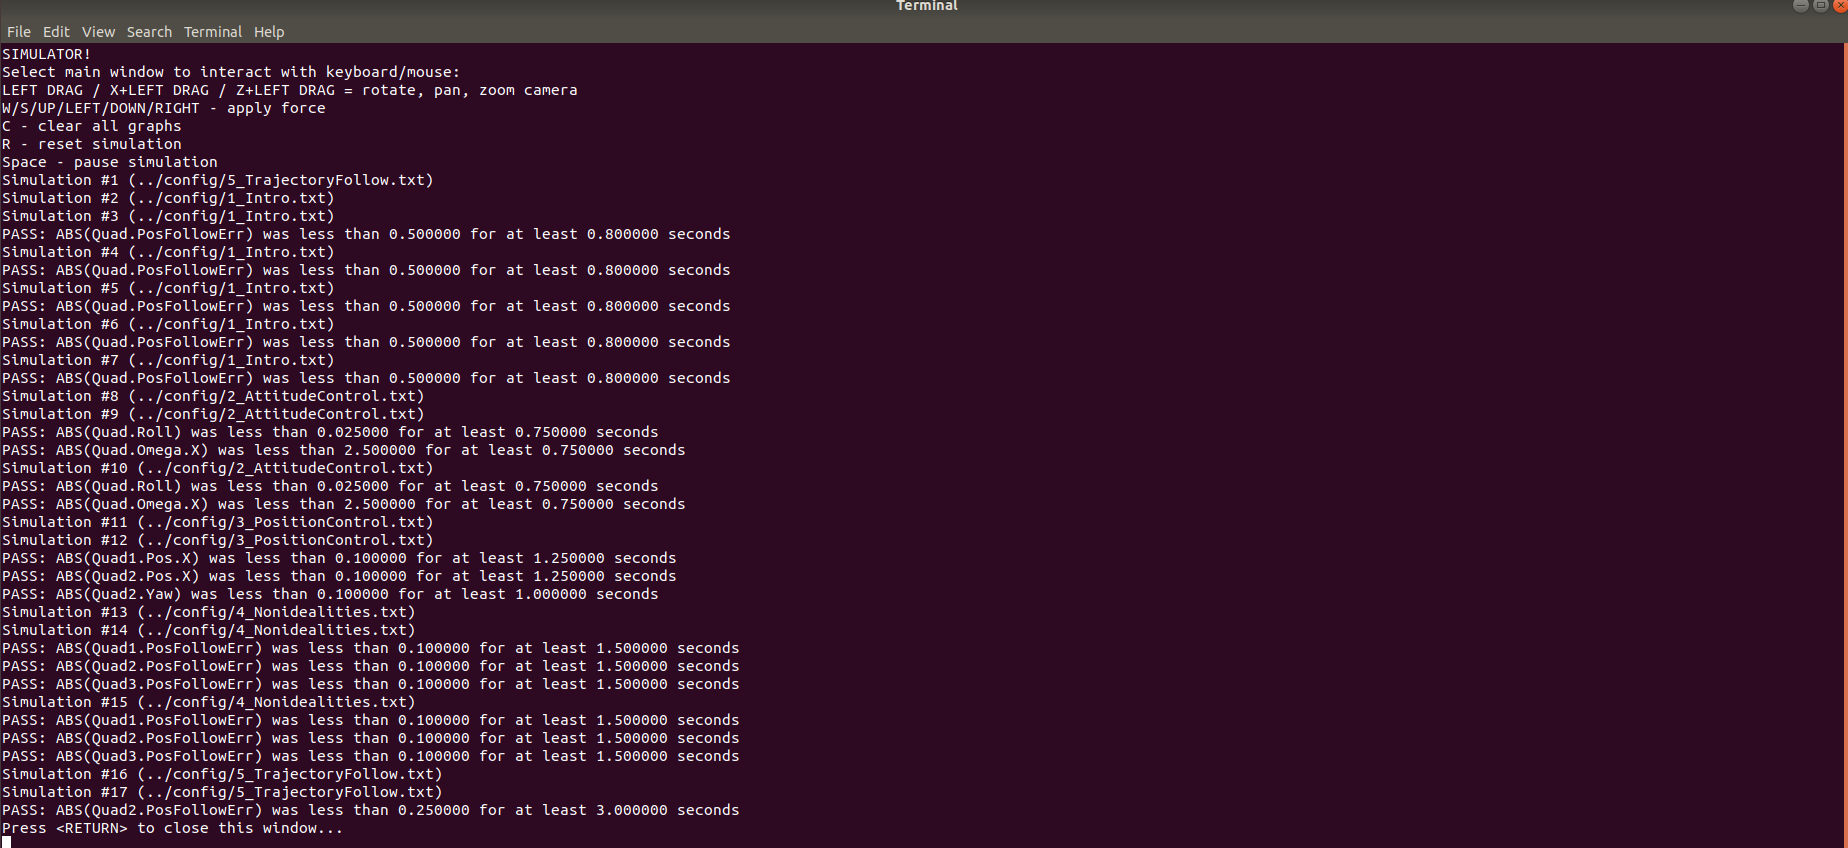 Terminal
File Edit View Search Terminal Help
SIMULATOR!
Select main window to interact with keyboard/mouse:
LEFT DRAG / X+LEFT DRAG / Z+LEFT DRAG = rotate, pan, zoom camera
W/S/UP/LEFT/DOWN/RIGHT - apply force
C - clear all graphs
R - reset simulation
Space - pause simulation
Simulation #1 (../config/5_TrajectoryFollow.txt)
Simulation #2 (../config/1_Intro.txt)
Simulation #3 (../config/1_Intro.txt)
PASS: ABS(Quad.PosFollowErr) was less than 0.500000 for at least 0.800000 seconds
Simulation #4 (../config/1_Intro.txt)
PASS: ABS(Quad.PosFollowErr) was less than 0.500000 for at least 0.800000 seconds
Simulation #5 (../config/1_Intro.txt)
PASS: ABS(Quad.PosFollowErr) was less than 0.500000 for at least 0.800000 seconds
Simulation #6 (../config/1_Intro.txt)
PASS: ABS(Quad.PosFollowErr) was less than 0.500000 for at least 0.800000 seconds
Simulation #7 (../config/1_Intro.txt)
PASS: ABS(Quad.PosFollowErr) was less than 0.500000 for at least 0.800000 seconds
Simulation #8 (../config/2_AttitudeControl.txt)
Simulation #9 (../config/2_AttitudeControl.txt)
PASS: ABS(Quad.Roll) was less than 0.025000 for at least 0.750000 seconds
PASS: ABS(Quad.Omega.X) was less than 2.500000 for at least 0.750000 seconds
Simulation #10 (../config/2_AttitudeControl.txt)
PASS: ABS(Quad.Roll) was less than 0.025000 for at least 0.750000 seconds
PASS: ABS(Quad.Omega.X) was less than 2.500000 for at least 0.750000 seconds
Simulation #11 (../config/3_PositionControl.txt)
Simulation #12 (../config/3_PositionControl.txt)
PASS: ABS(Quad1.Pos.X) was less than 0.100000 for at least 1.250000 seconds
PASS: ABS(Quad2.Pos.X) was less than 0.100000 for at least 1.250000 seconds
PASS: ABS(Quad2.Yaw) was less than 0.100000 for at least 1.000000 seconds
Simulation #13 (../config/4_Nonidealities.txt)
Simulation #14 (../config/4_Nonidealities.txt)
PASS: ABS(Quad1.PosFollowErr) was less than 0.100000 for at least 1.500000 seconds
PASS: ABS(Quad2.PosFollowErr) was less than 0.100000 for at least 1.500000 seconds
PASS: ABS(Quad3.PosFollowErr) was less than 0.100000 for at least 1.500000 seconds
Simulation #15 (../config/4_Nonidealities.txt)
PASS: ABS(Quad1.PosFollowErr) was less than 0.100000 for at least 1.500000 seconds
PASS: ABS(Quad2.PosFollowErr) was less than 0.100000 for at least 1.500000 seconds
PASS: ABS(Quad3.PosFollowErr) was less than 0.100000 for at least 1.500000 seconds
Simulation #16 (../config/5_TrajectoryFollow.txt)
Simulation #17 (../config/5_TrajectoryFollow.txt)
PASS: ABS(Quad2.PosFollowErr) was less than 0.250000 for at least 3.000000 seconds
Press <RETURN> to close this window...